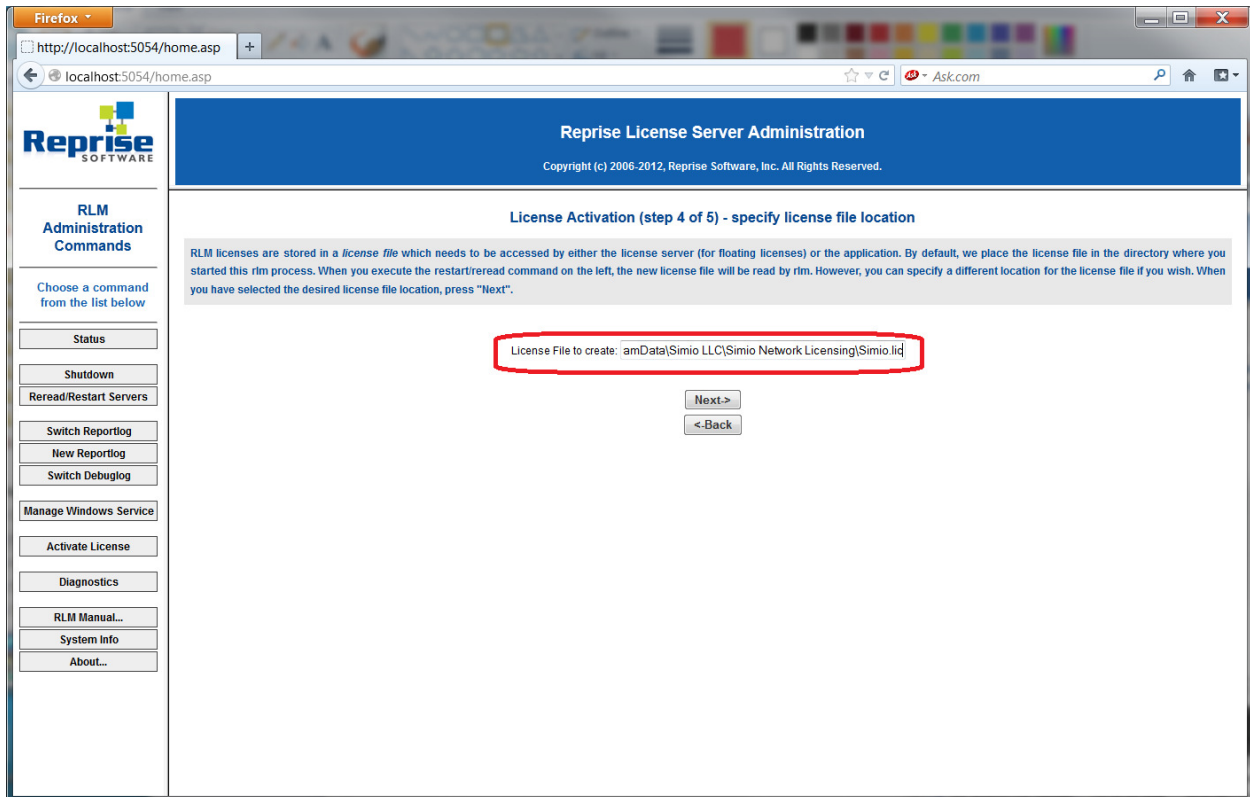 Firefox
http://localhost:5054/home.asp
localhost:5054/home.asp
Ask.com
Reprise
SOFTWARE
Reprise License Server Administration
Copyright (c) 2006-2012, Reprise Software, Inc. All Rights Reserved.
RLM
Administration
Commands
Choose a command
from the list below
Status
Shutdown
Reread/Restart Servers
Switch Reportlog
New Reportlog
Switch Debuglog
Manage Windows Service
Activate License
Diagnostics
RLM Manual...
System Info
About...
License Activation (step 4 of 5) - specify license file location
RLM licenses are stored in a license file which needs to be accessed by either the license server (for floating licenses) or the application. By default, we place the license file in the directory where you
started this rlm process. When you execute the restart/reread command on the left, the new license file will be read by rlm. However, you can specify a different location for the license file if you wish. When
you have selected the desired license file location, press "Next".
License File to create: amData\Simio LLC\Simio Network Licensing\Simio.lic
Next->
<-Back